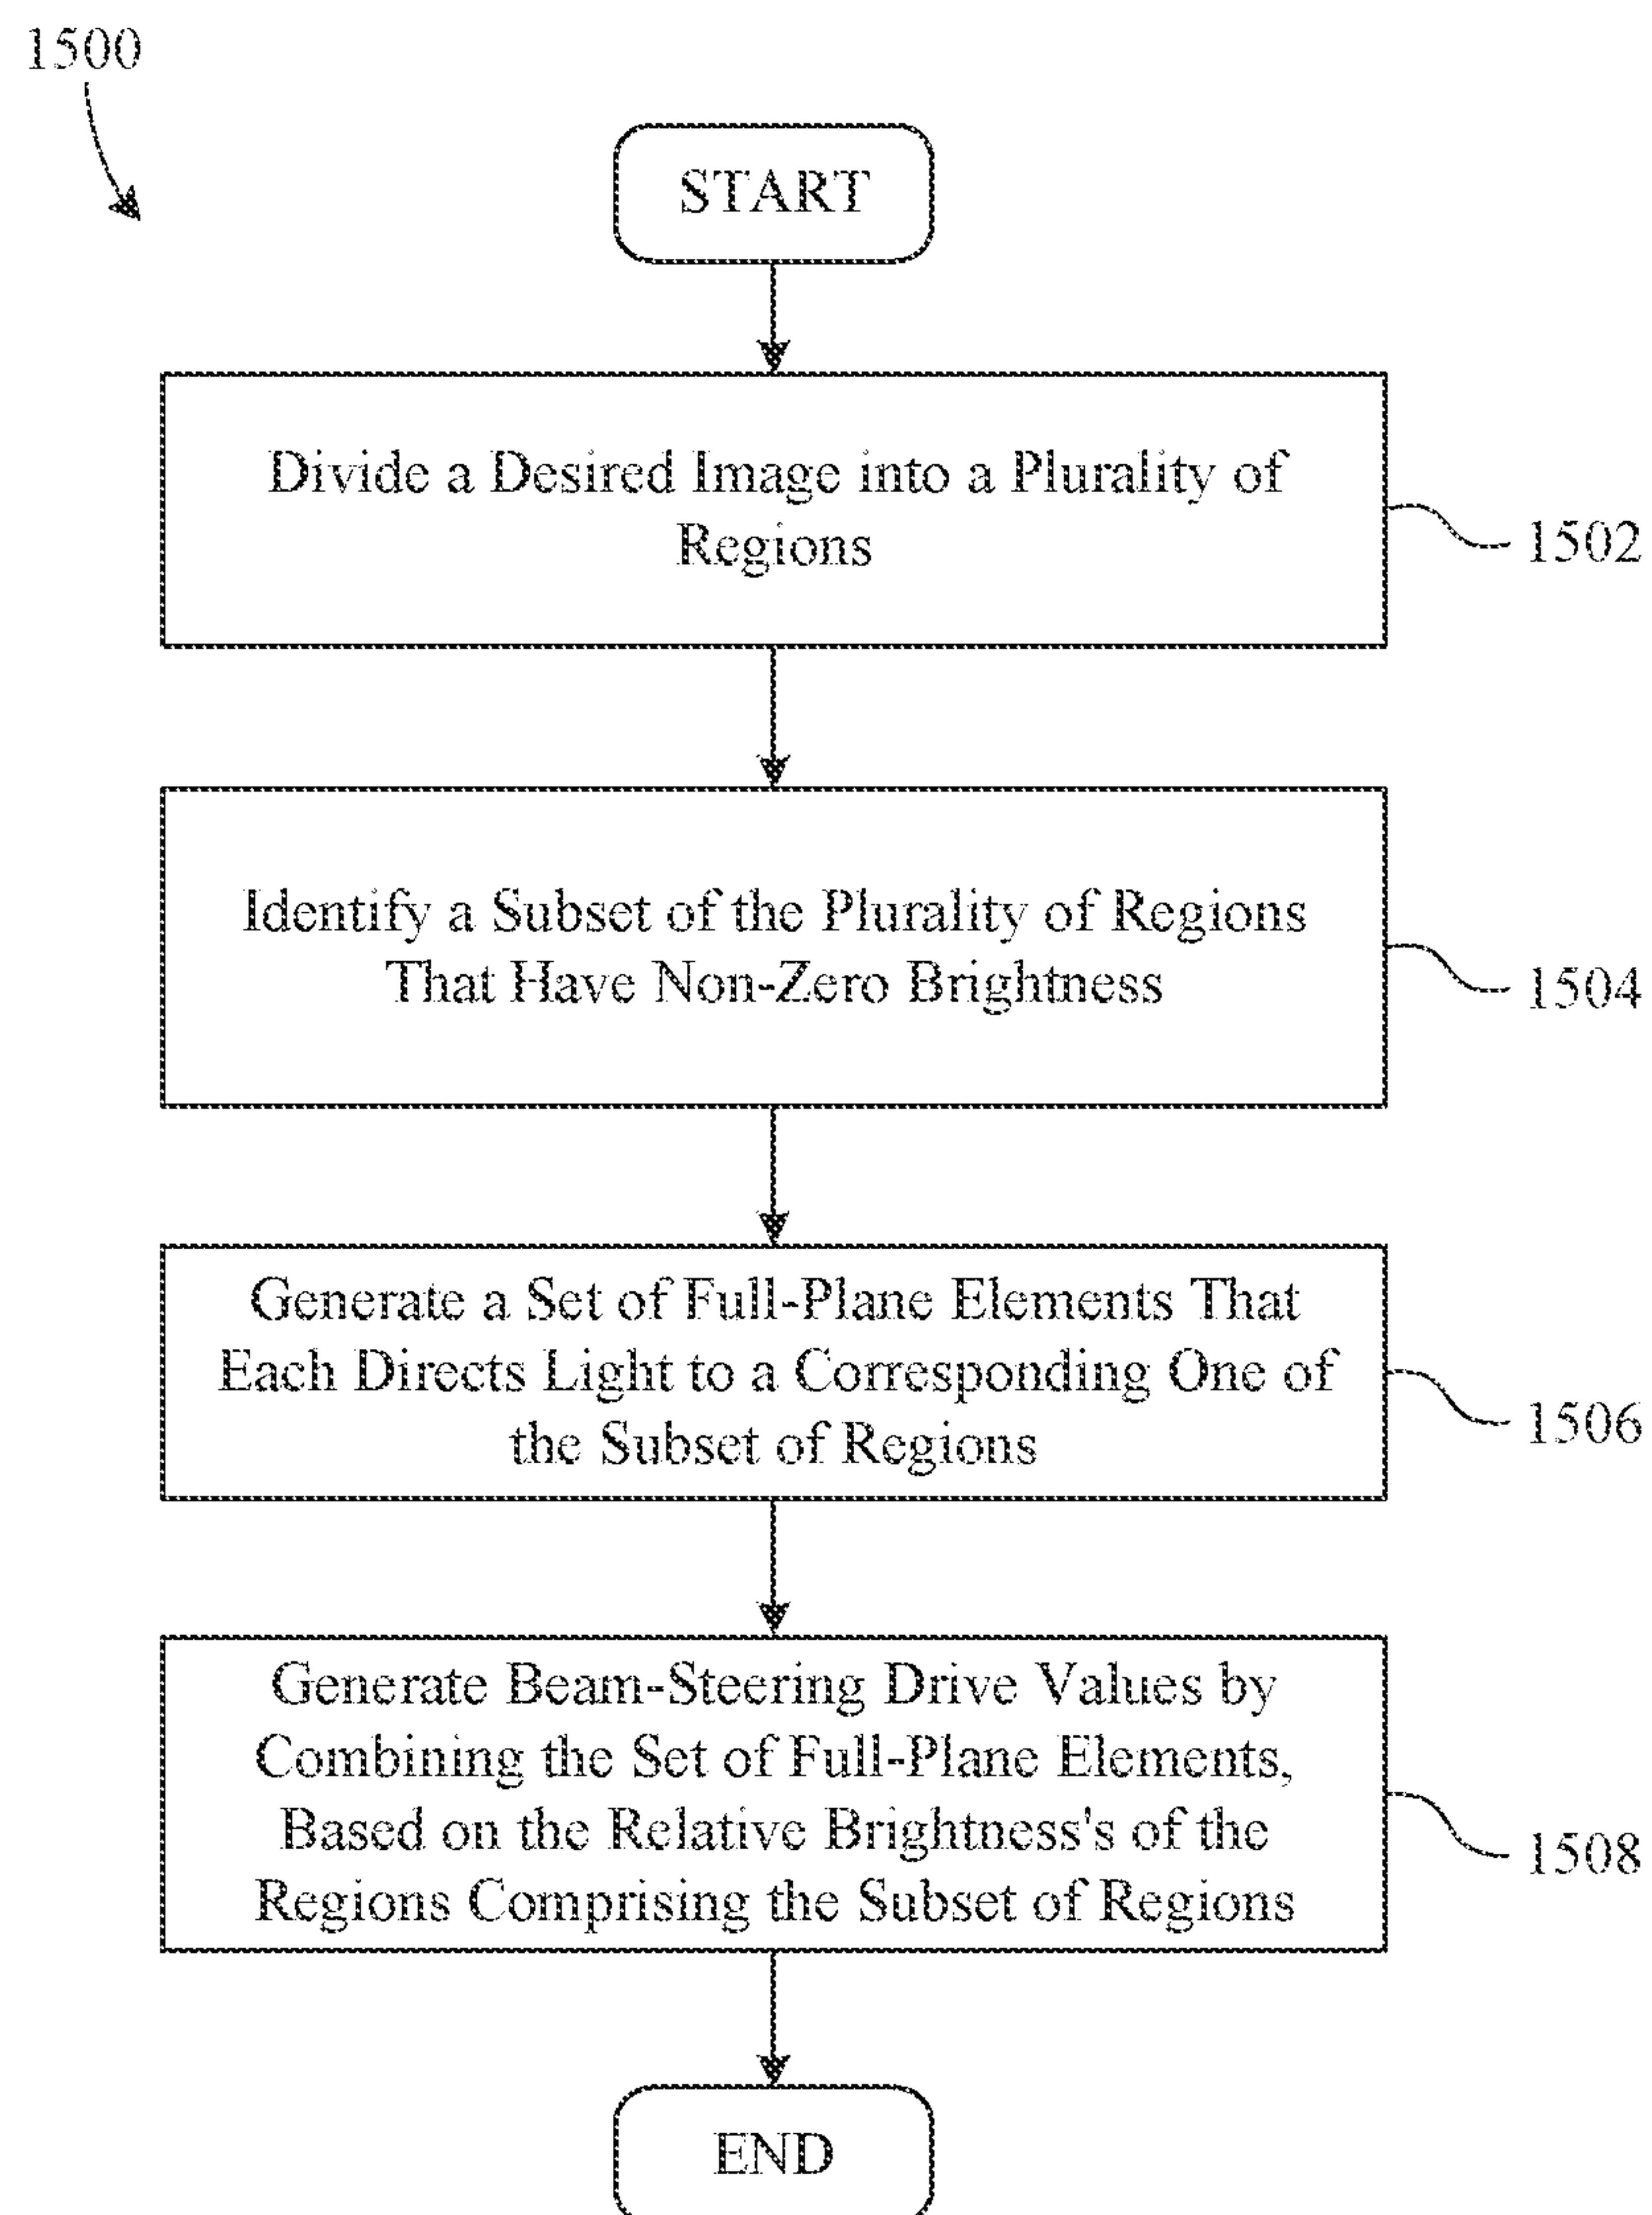 1500
START
Divide a Desired Image into a Plurality of
Regions
1502
Identify a Subset of the Plurality of Regions
That Have Non-Zero Brightness
1504
Generate a Set of Full-Plane Elements That
Each Directs Light to a Corresponding One of
the Subset of Regions
1506
Generate Beam-Steering Drive Values by
Combining the Set of Full-Plane Elements,
Based on the Relative Brightness's of the
Regions Comprising the Subset of Regions
1508
END